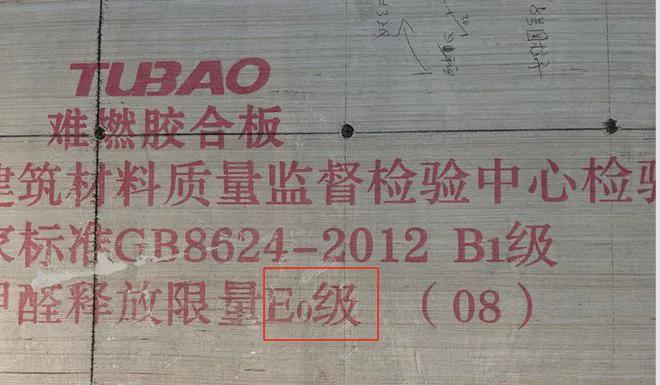 TUBAO
难燃胶合板
建筑材料质量监督检验中心检验
家标准GB8624-2012 B1级
甲醛释放限量E0级 (08)